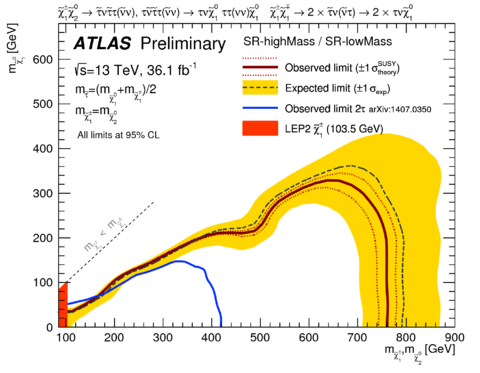 χ̃₁±χ̃₂⁰ → τ̃ντ̃τ(ν̃ν), τν̃τ̃τ(ν̃ν) → τνχ̃₁⁰ ττ(νν)χ̃₁⁰ χ̃₁±χ̃₁∓ → 2 × τ̃ν(ν̃τ) → 2 × τνχ̃₁⁰
ATLAS Preliminary
√s=13 TeV, 36.1 fb⁻¹
m_τ̃=(m_χ̃₁⁰+m_χ̃₁±)/2
m_χ̃₁±=m_χ̃₂⁰
All limits at 95% CL
SR-highMass / SR-lowMass
Observed limit (±1 σ_theory^SUSY)
Expected limit (±1 σ_exp)
Observed limit 2τ arXiv:1407.0350
LEP2 χ̃₁± (103.5 GeV)
m_χ̃₁⁰ [GeV]
600
500
400
300
200
100
0
m_χ̃₁± < m_χ̃₁⁰
100 200 300 400 500 600 700 800 900
m_χ̃₁±,m_χ̃₂⁰ [GeV]